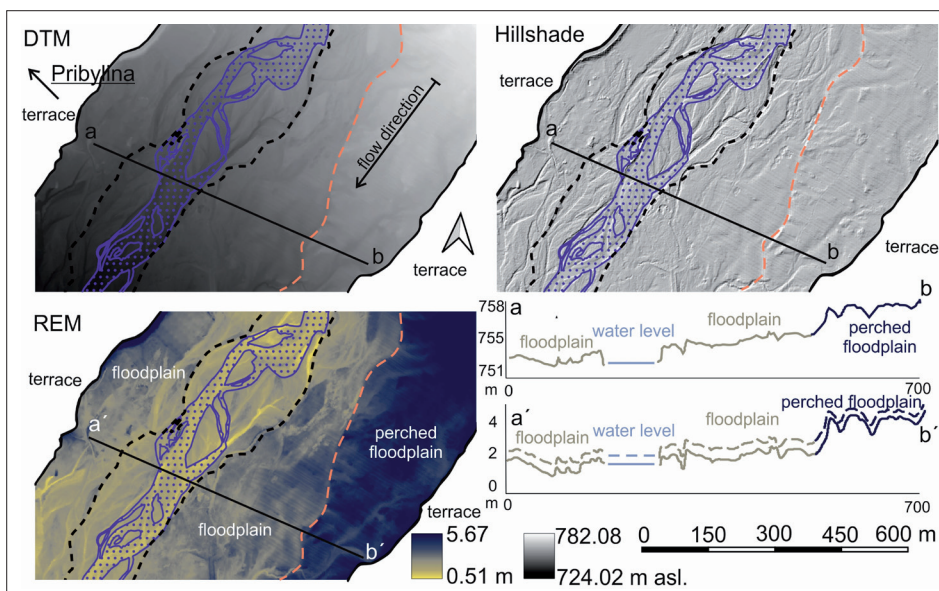 DTM
Pribylina
terrace
a
flow direction
b
terrace
Hillshade
terrace
a
b
terrace
REM
terrace
floodplain
a´
perched
floodplain
floodplain
b´
terrace
5.67
0.51 m
782.08
724.02 m asl.
758
755
751
m 0
700
a
floodplain
water level
floodplain
b
perched
floodplain
4
2
0
m 0
700
a´
floodplain
water level
floodplain
perched floodplain
b´
0 150 300 450 600 m